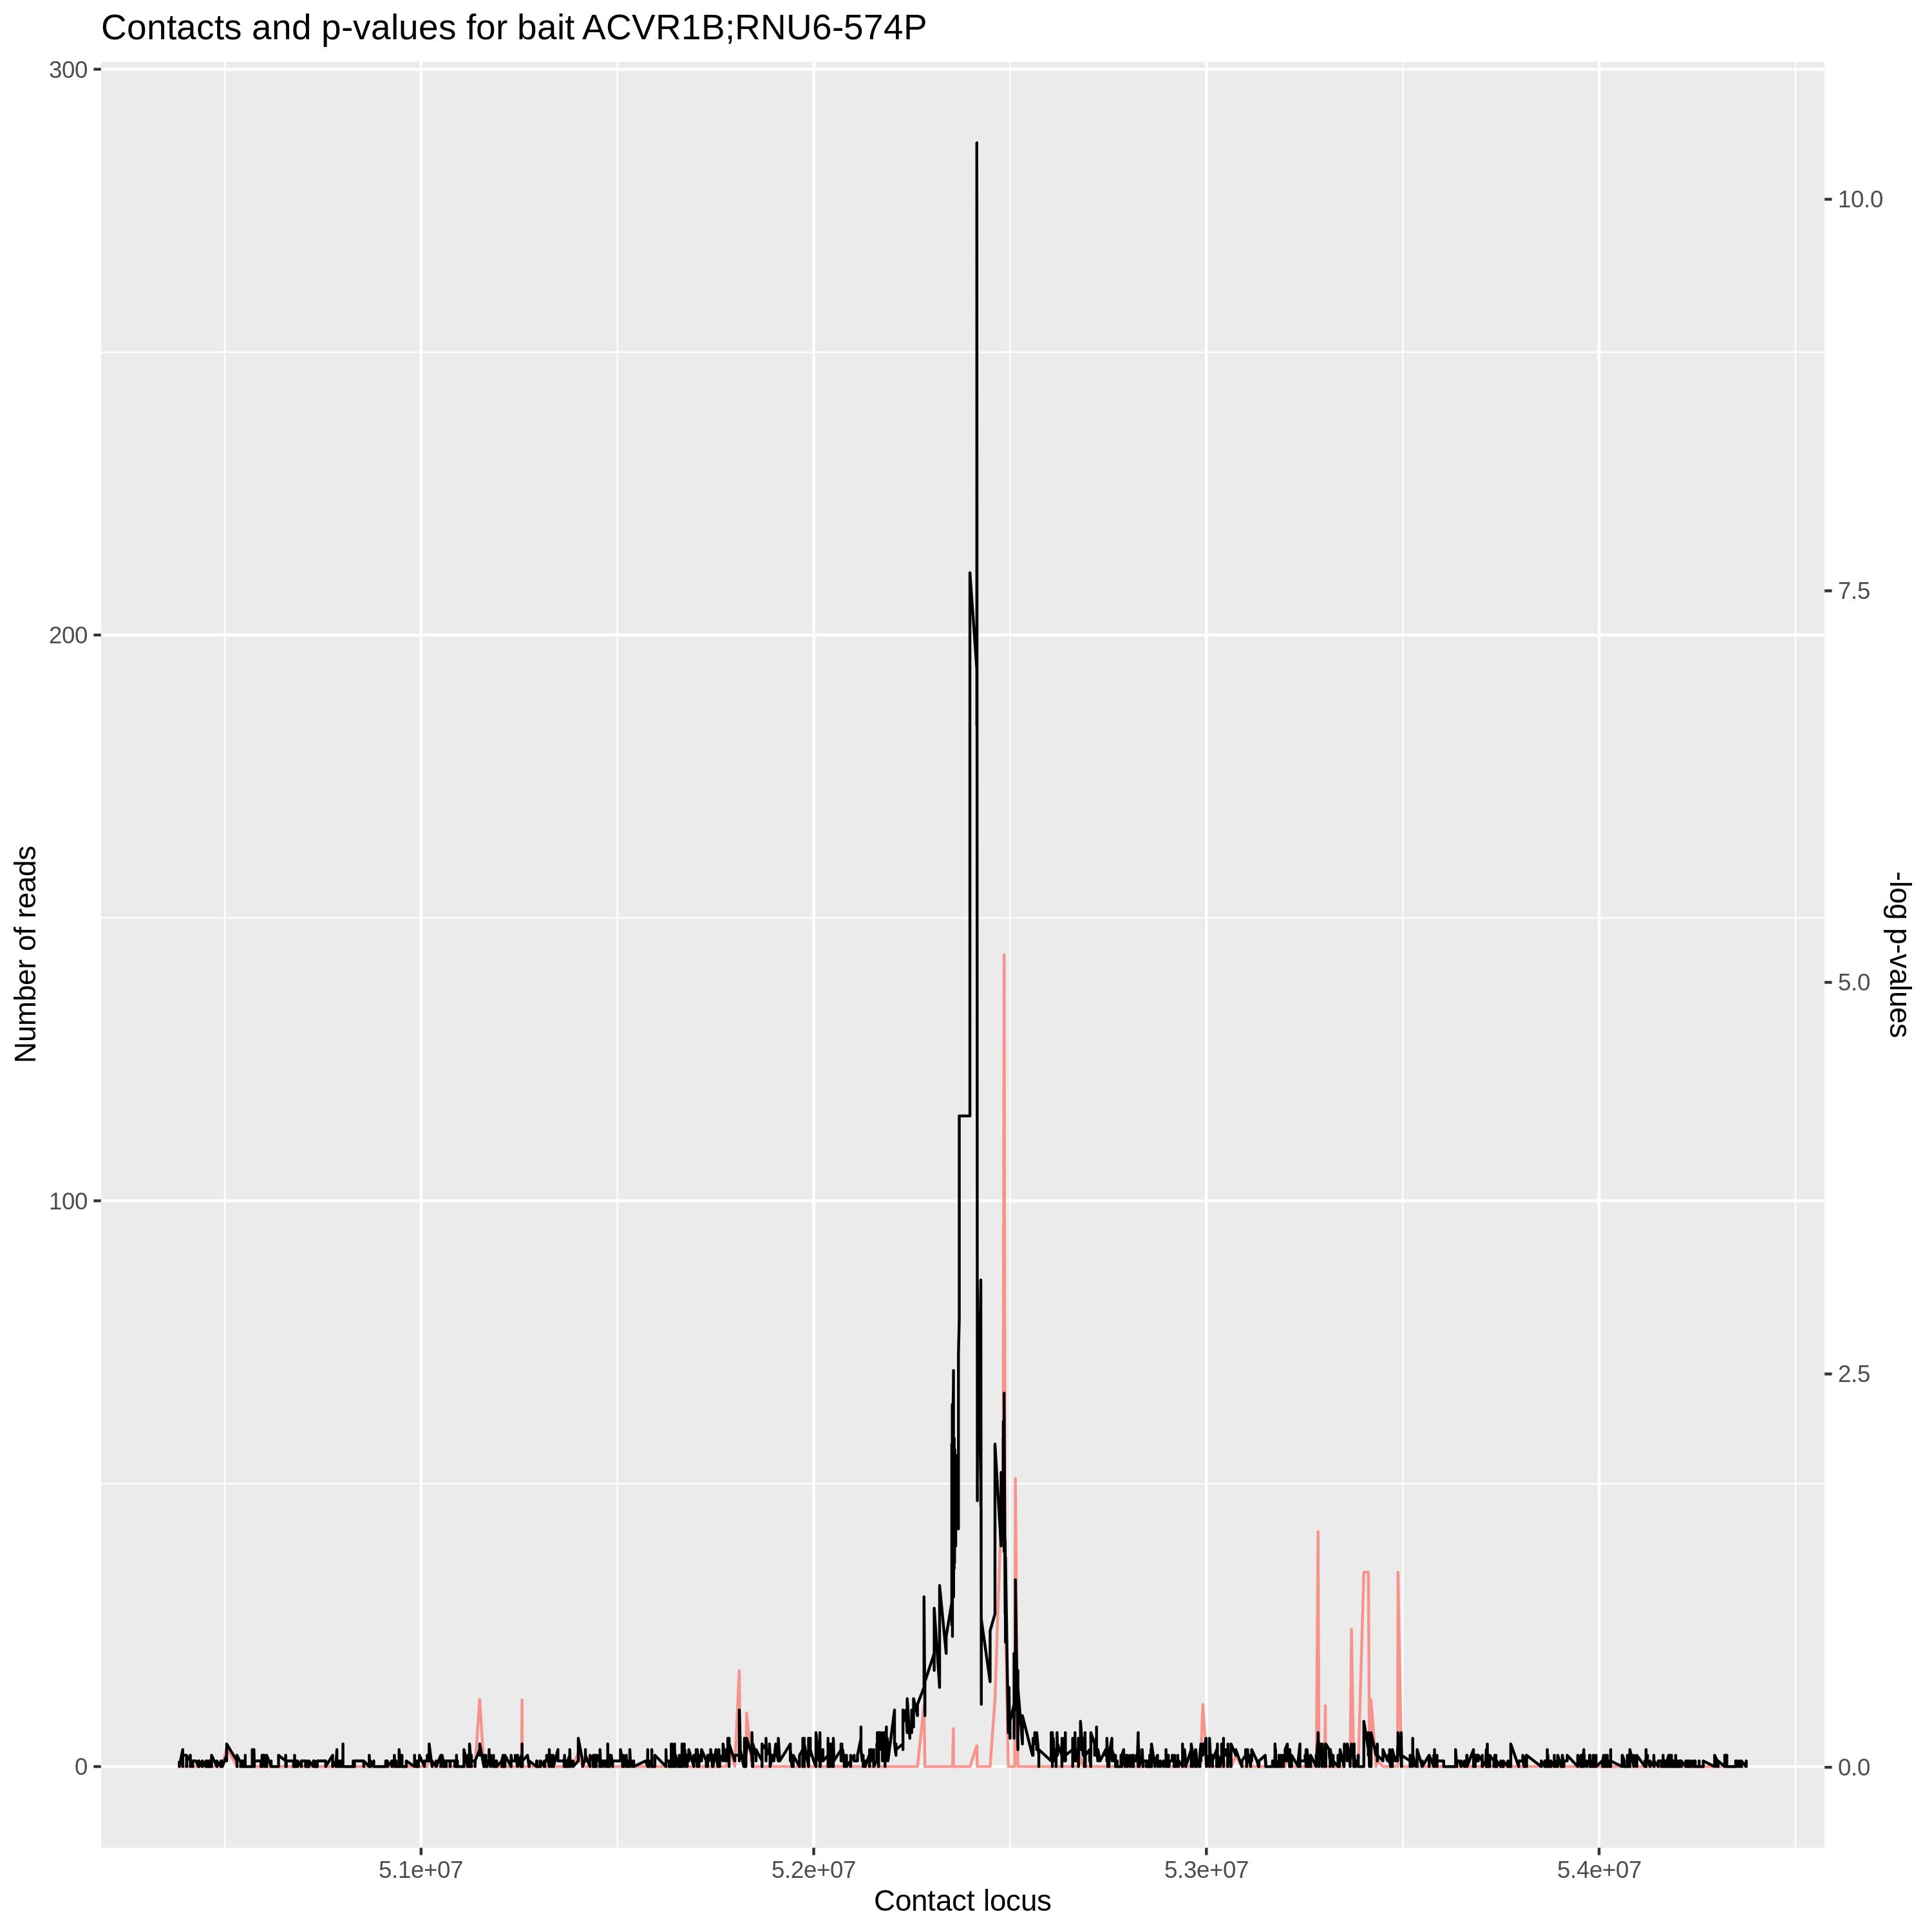 Contacts and p-values for bait ACVR1B;RNU6-574P
300
200
100
0
Number of reads
10.0
7.5
5.0
2.5
0.0
-log p-values
5.1e+07 5.2e+07 5.3e+07 5.4e+07
Contact locus